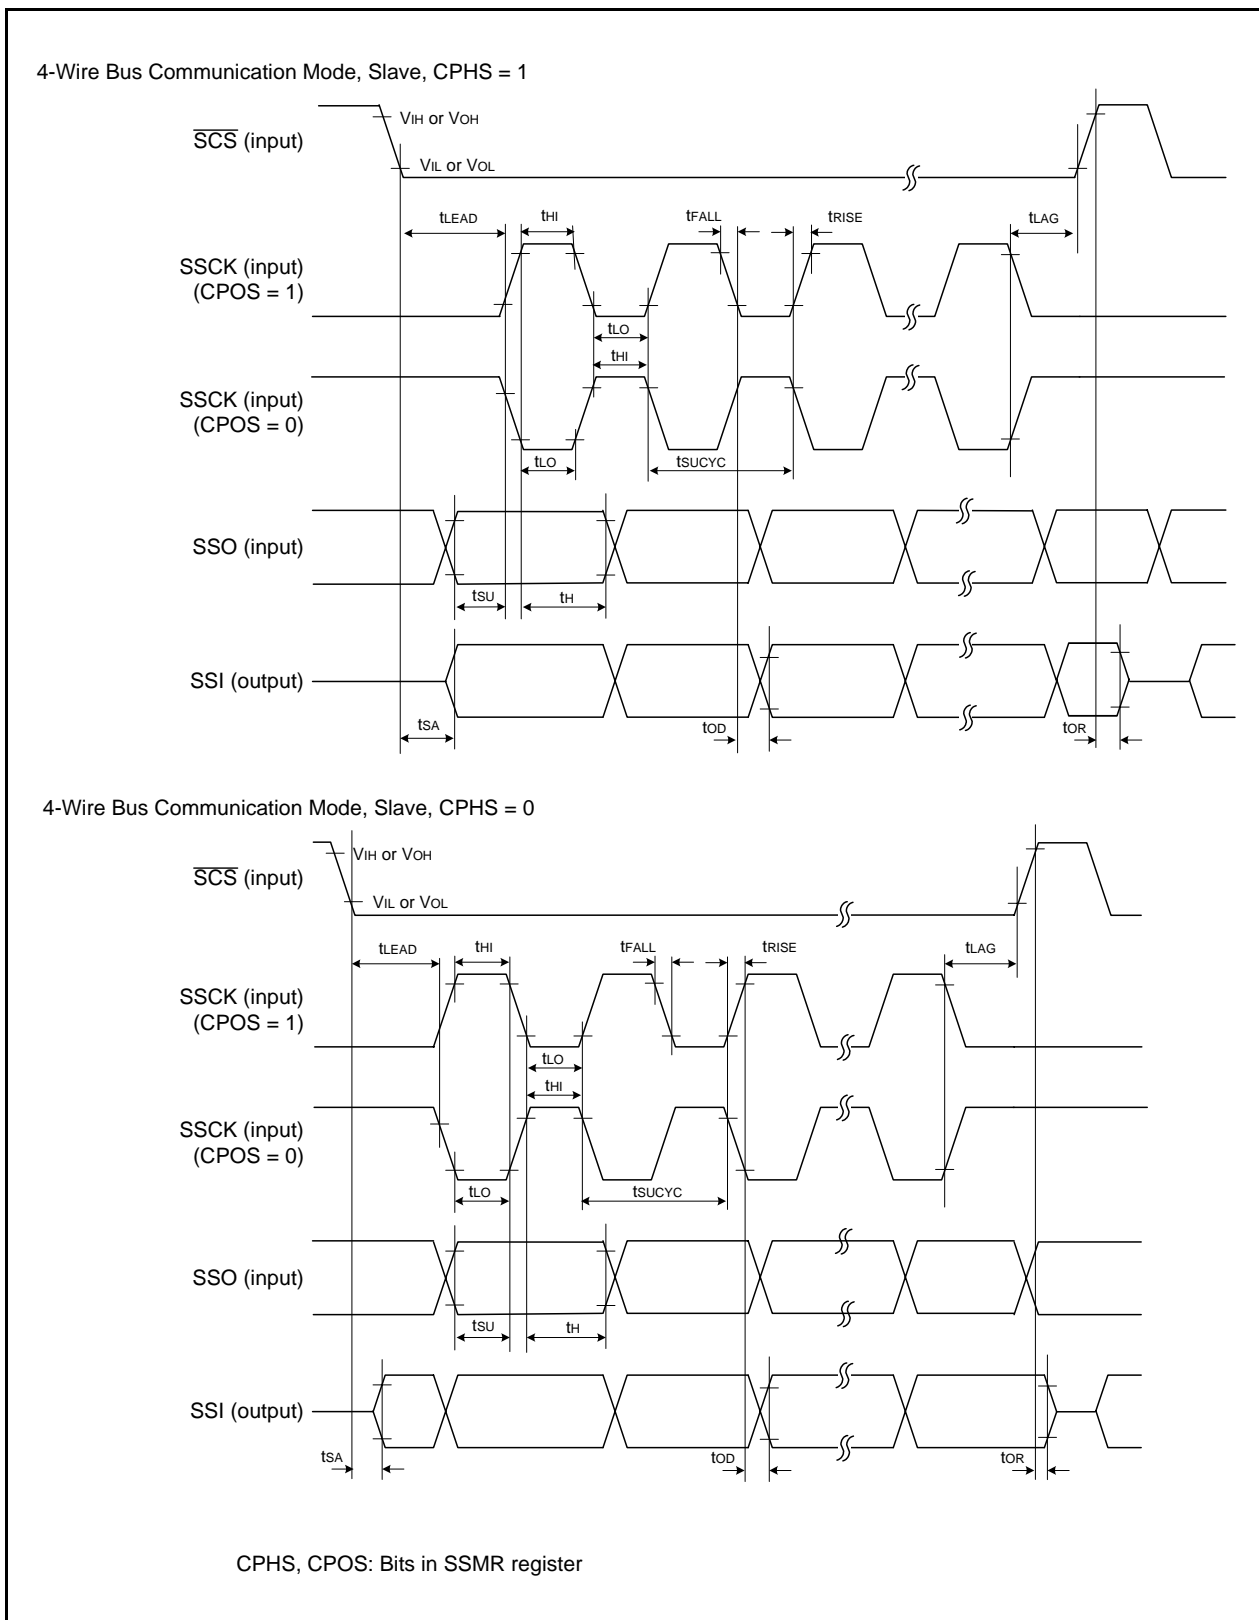 4-Wire Bus Communication Mode, Slave, CPHS = 1
VIH or VOH
SCS (input)
VIL or VOL
tLEAD
tHI
tFALL
tRISE
tLAG
SSCK (input)
(CPOS = 1)
tLO
tHI
SSCK (input)
(CPOS = 0)
tLO
tSUCYC
SSO (input)
tSU
tH
SSI (output)
tSA
tOD
tOR
4-Wire Bus Communication Mode, Slave, CPHS = 0
VIH or VOH
SCS (input)
VIL or VOL
tLEAD
tHI
tFALL
tRISE
tLAG
SSCK (input)
(CPOS = 1)
tLO
tHI
SSCK (input)
(CPOS = 0)
tLO
tSUCYC
SSO (input)
tSU
tH
SSI (output)
tSA
tOD
tOR
CPHS, CPOS: Bits in SSMR register